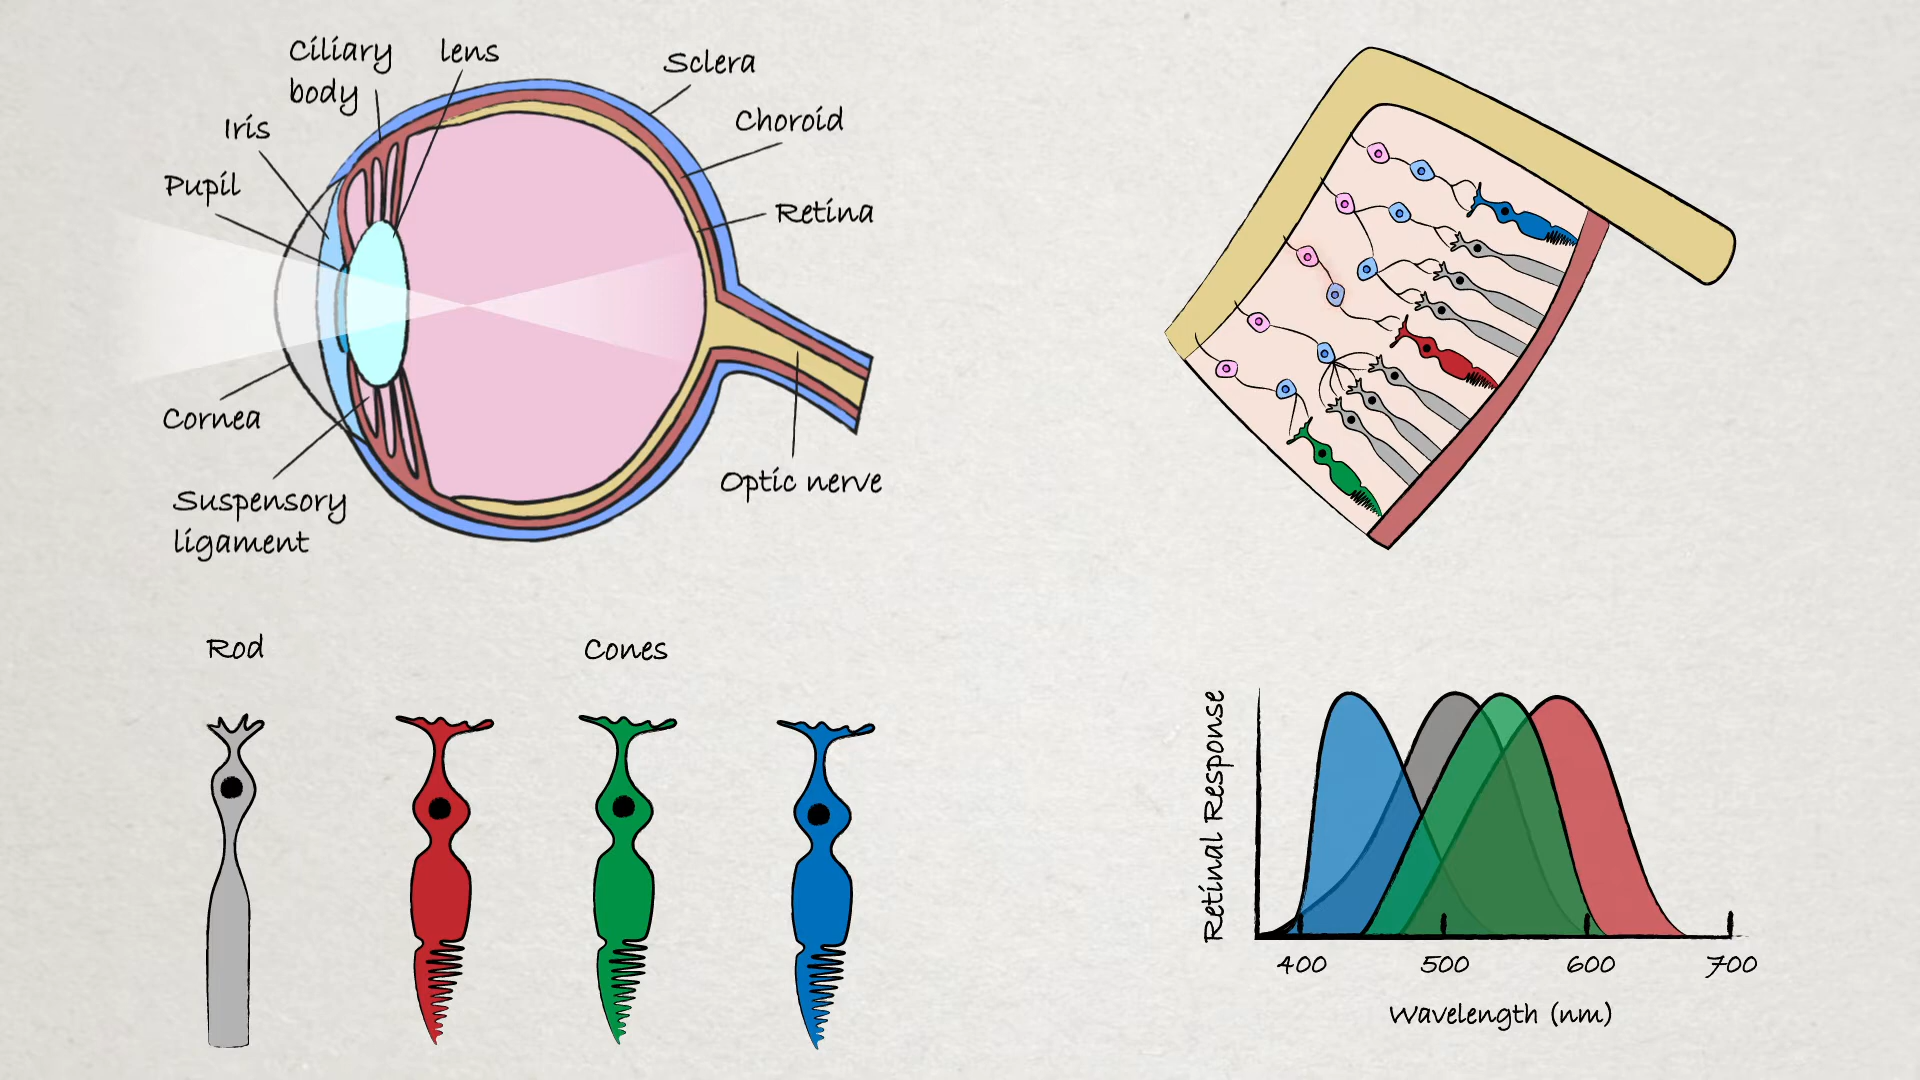 Ciliary
body
lens
Sclera
Iris
Choroid
Pupil
Retina
Cornea
Suspensory
ligament
Optic nerve
Rod
Cones
Retinal Response
400 500 600 700
Wavelength (nm)